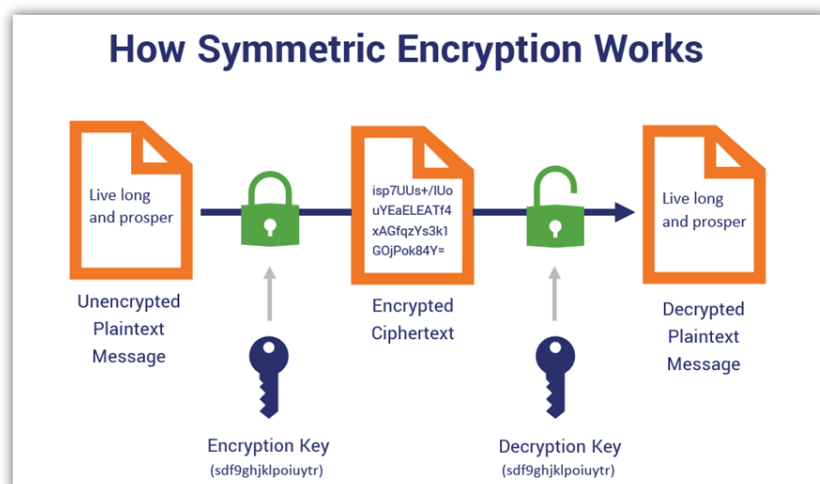 How Symmetric Encryption Works
Live long
and prosper
isp7UUs+/IUo
uYEaELEATf4
xAGfqzYs3k1
GOjPok84Y=
Live long
and prosper
Unencrypted
Plaintext
Message
Encrypted
Ciphertext
Decrypted
Plaintext
Message
Encryption Key
(sdf9ghjklpoiuytr)
Decryption Key
(sdf9ghjklpoiuytr)